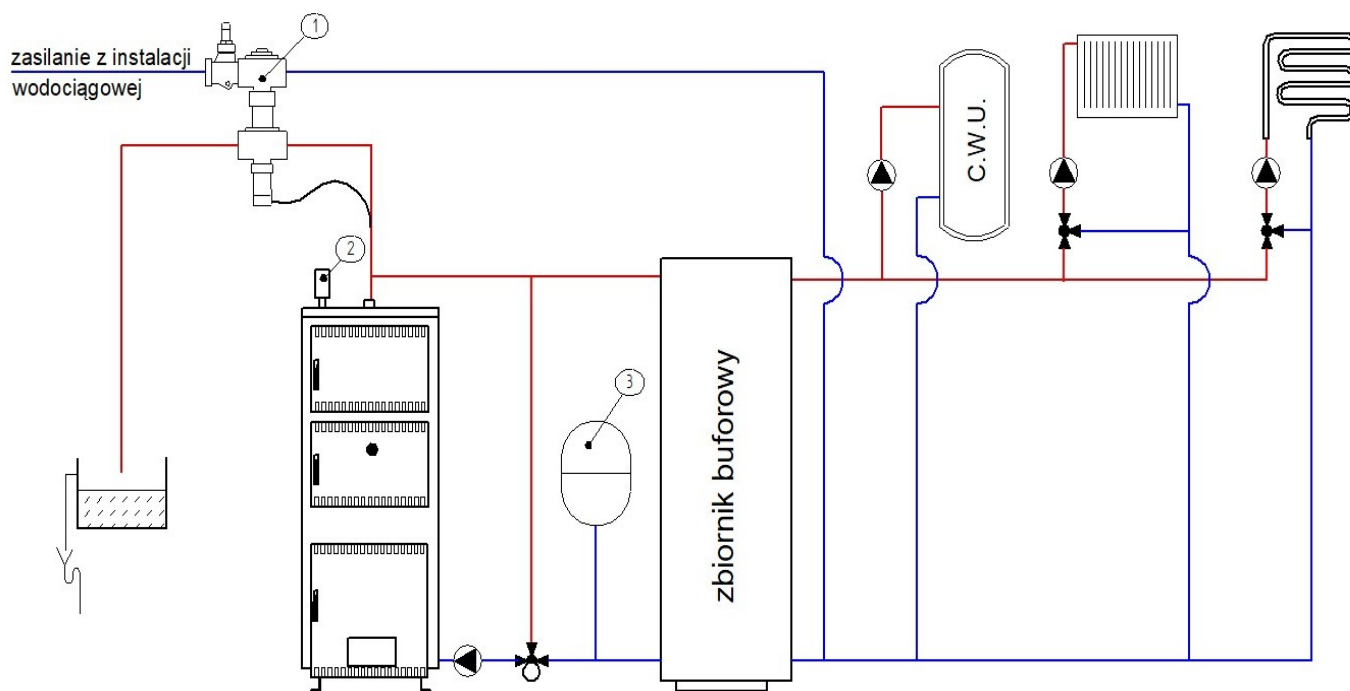 1
zasilanie z instalacji
wodociągowej
C.W.U.
2
3
zbiornik buforowy